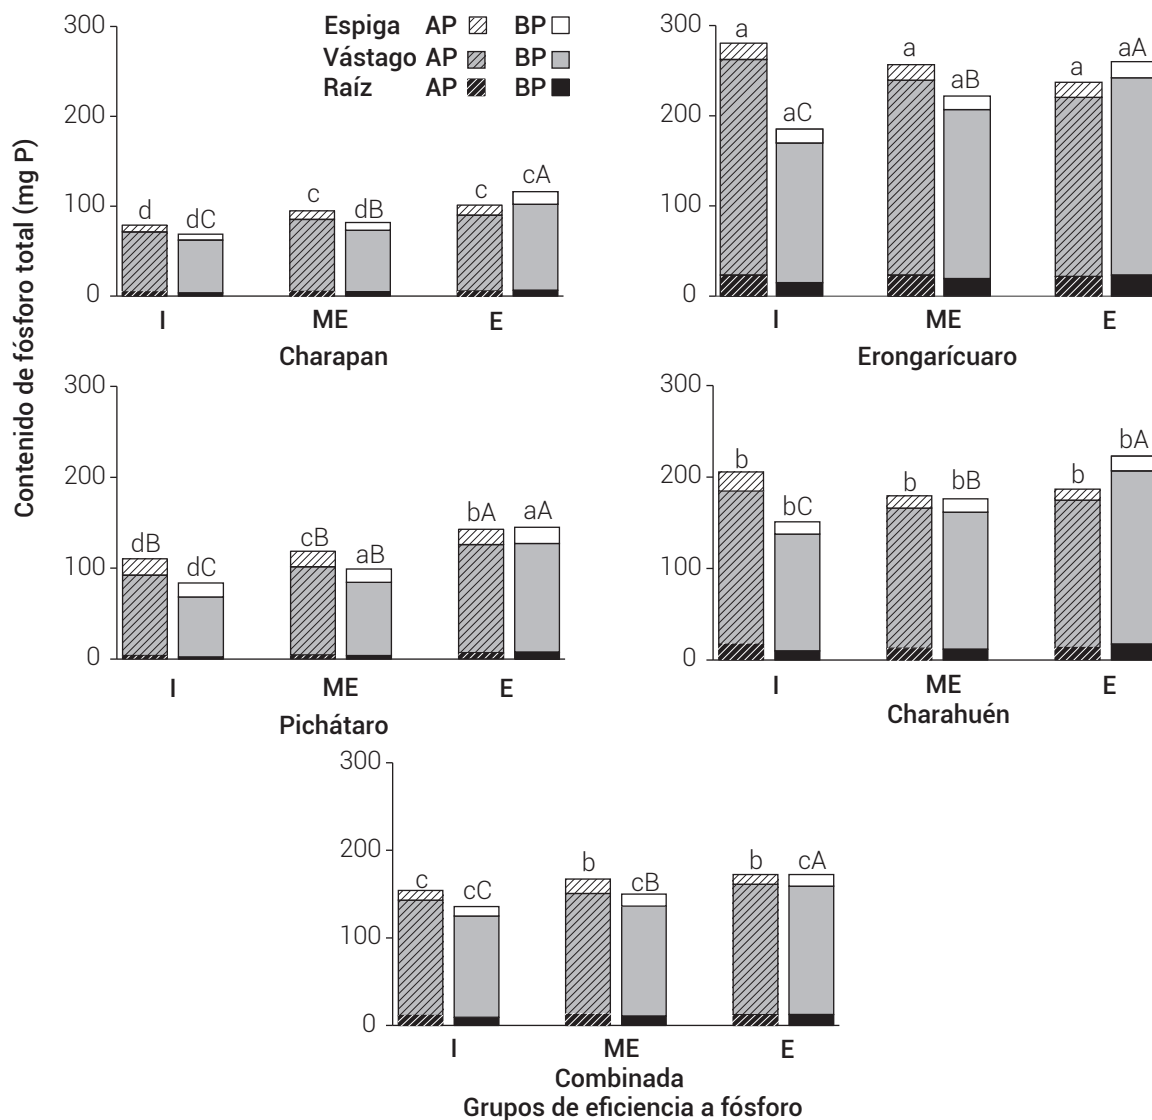 Contenido de fósforo total (mg P)
Espiga AP BP
Vástago AP BP
Raíz AP BP
300
200
100
0
d dC c dB c cA
I ME E
Charapan
300
200
100
0
a aC a aB a aA
I ME E
Erongarícuaro
300
200
100
0
dB dC cB aB bA aA
I ME E
Pichátaro
300
200
100
0
b bC b bB b bA
I ME E
Charahuén
300
200
100
0
c cC b cB b cA
I ME E
Combinada
Grupos de eficiencia a fósforo